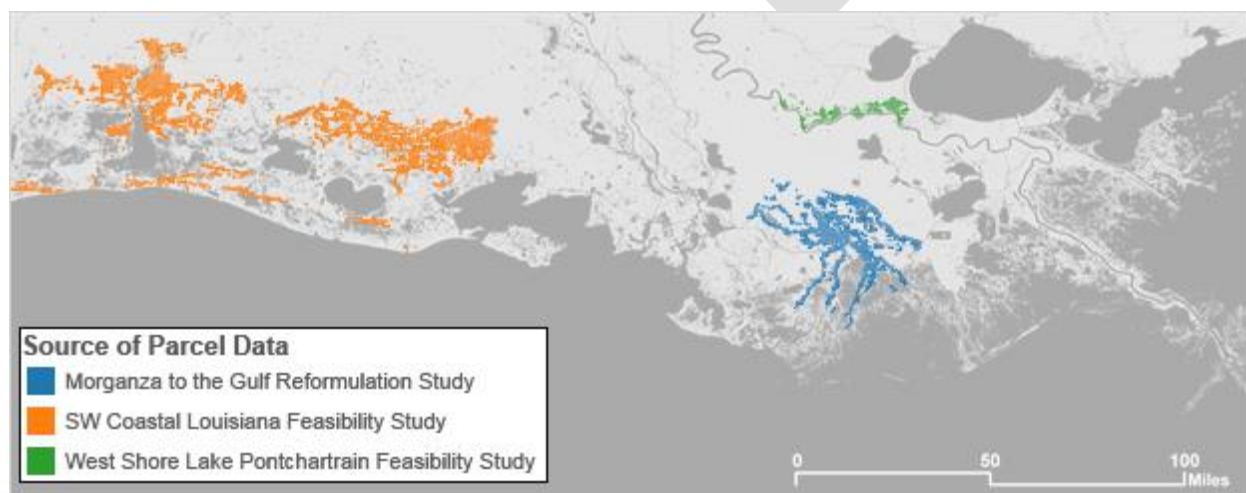 Source of Parcel Data
Morganza to the Gulf Reformulation Study
SW Coastal Louisiana Feasibility Study
West Shore Lake Pontchartrain Feasibility Study
0 50 100
Miles